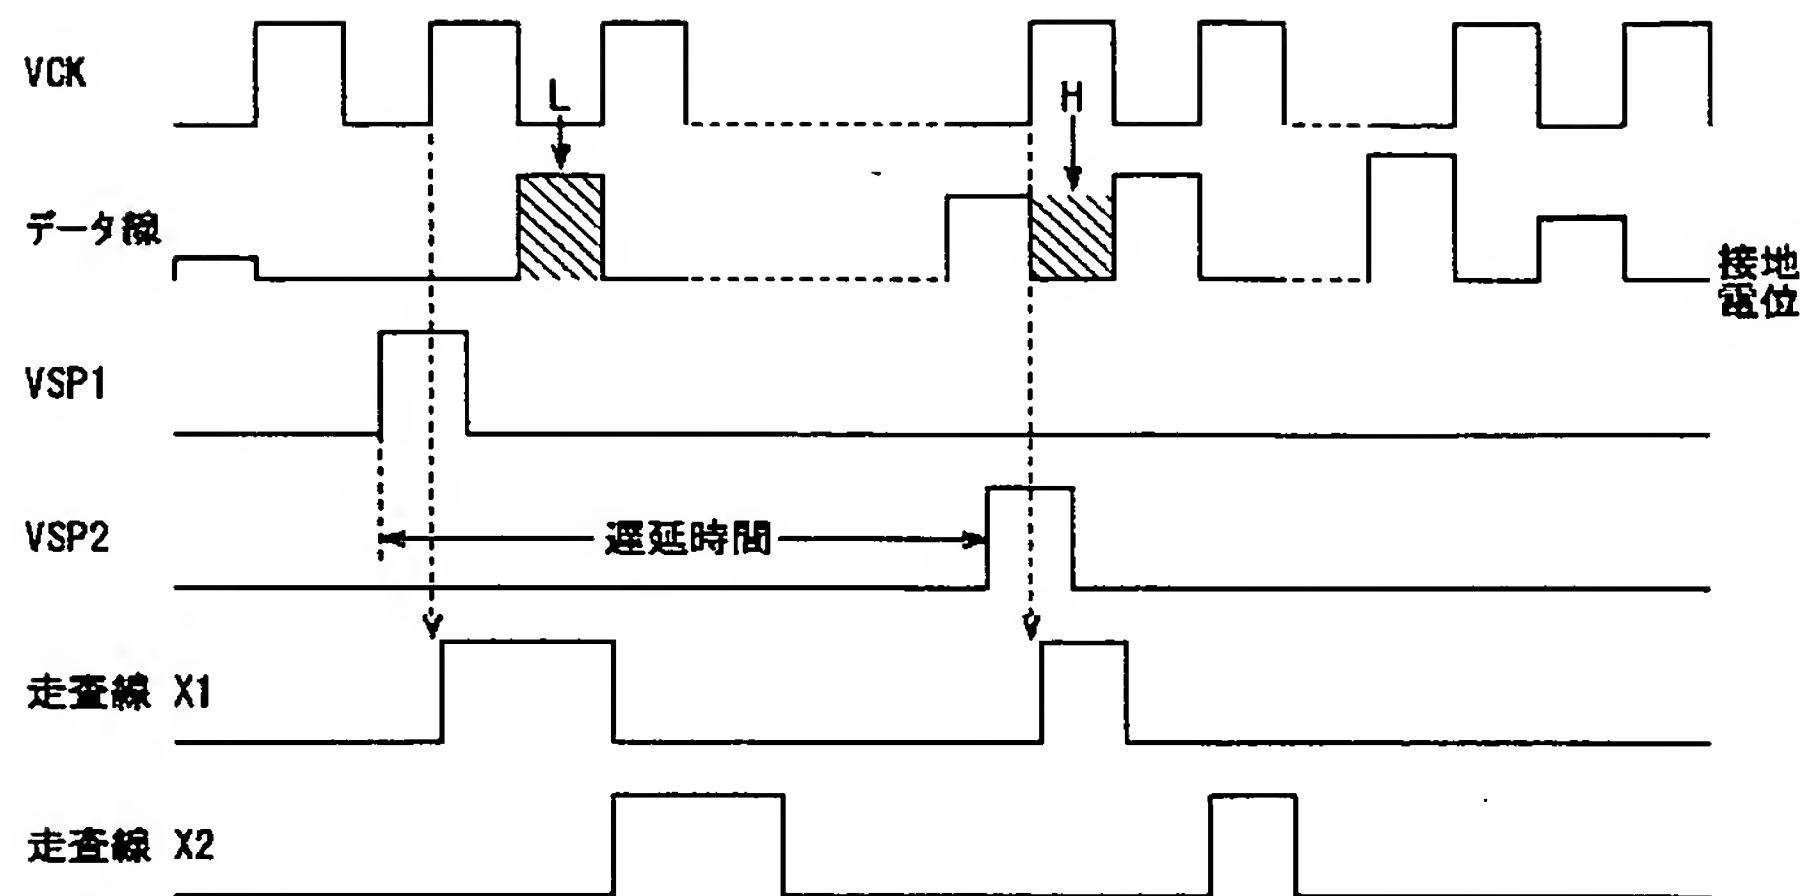 VCK
L
H
データ線
接地
電位
VSP1
VSP2
遅延時間
走査線 X1
走査線 X2